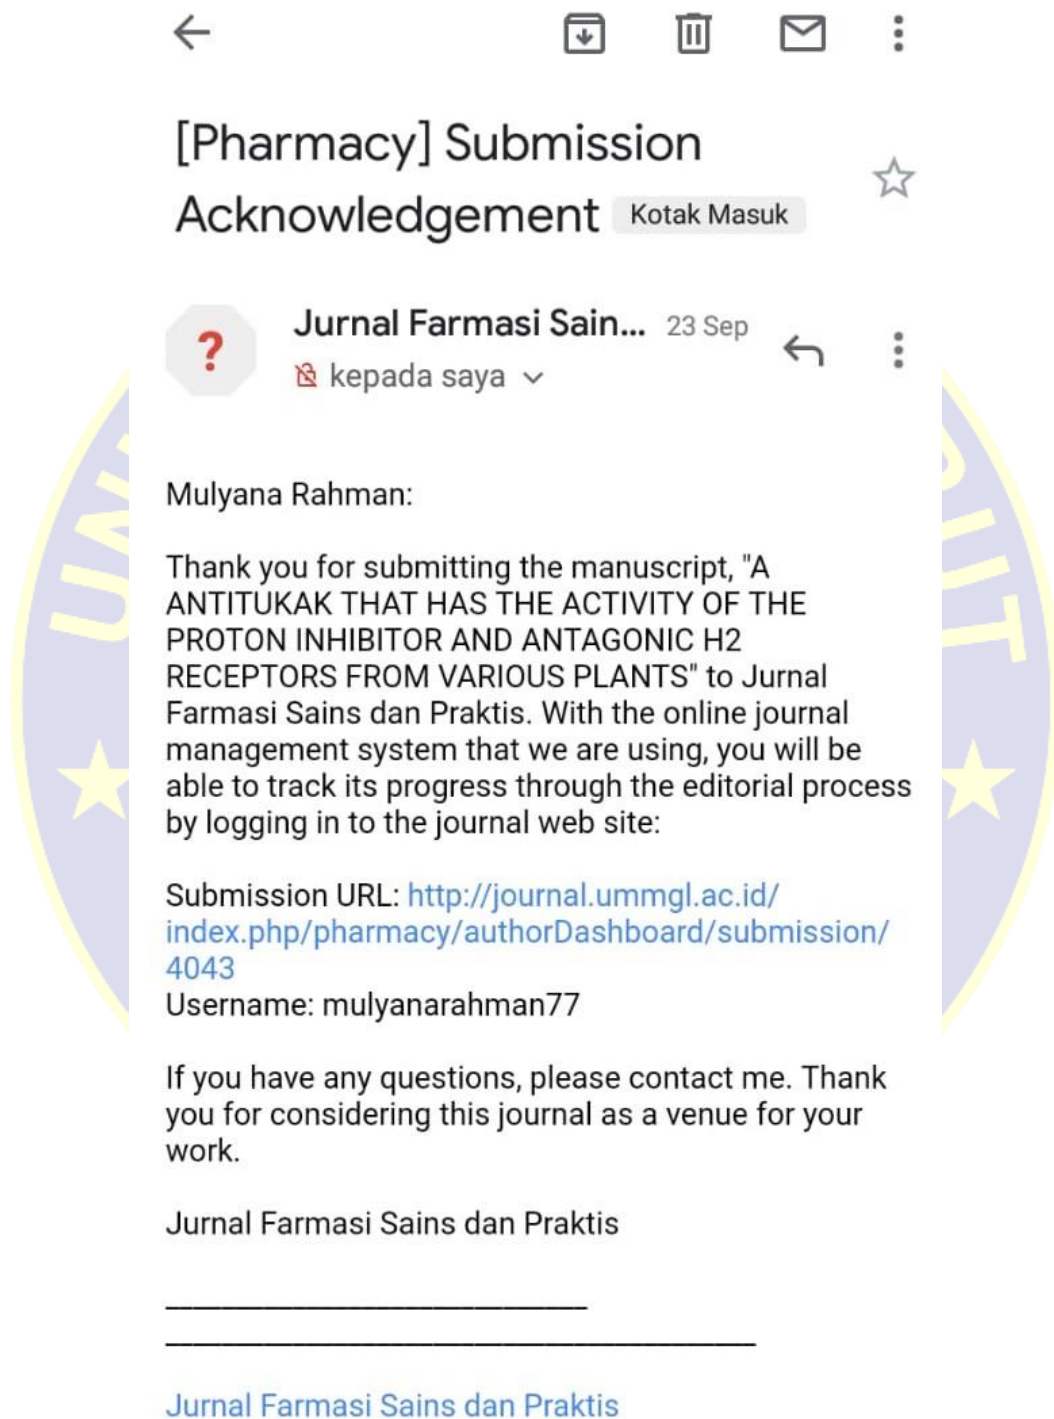 [Pharmacy] Submission
Acknowledgement Kotak Masuk
?
Jurnal Farmasi Sain... 23 Sep
kepada saya
Mulyana Rahman:
Thank you for submitting the manuscript, "A
ANTITUKAK THAT HAS THE ACTIVITY OF THE
PROTON INHIBITOR AND ANTAGONIC H2
RECEPTORS FROM VARIOUS PLANTS" to Jurnal
Farmasi Sains dan Praktis. With the online journal
management system that we are using, you will be
able to track its progress through the editorial process
by logging in to the journal web site:
Submission URL: http://journal.ummgl.ac.id/
index.php/pharmacy/authorDashboard/submission/
4043
Username: mulyanarahman77
If you have any questions, please contact me. Thank
you for considering this journal as a venue for your
work.
Jurnal Farmasi Sains dan Praktis
Jurnal Farmasi Sains dan Praktis